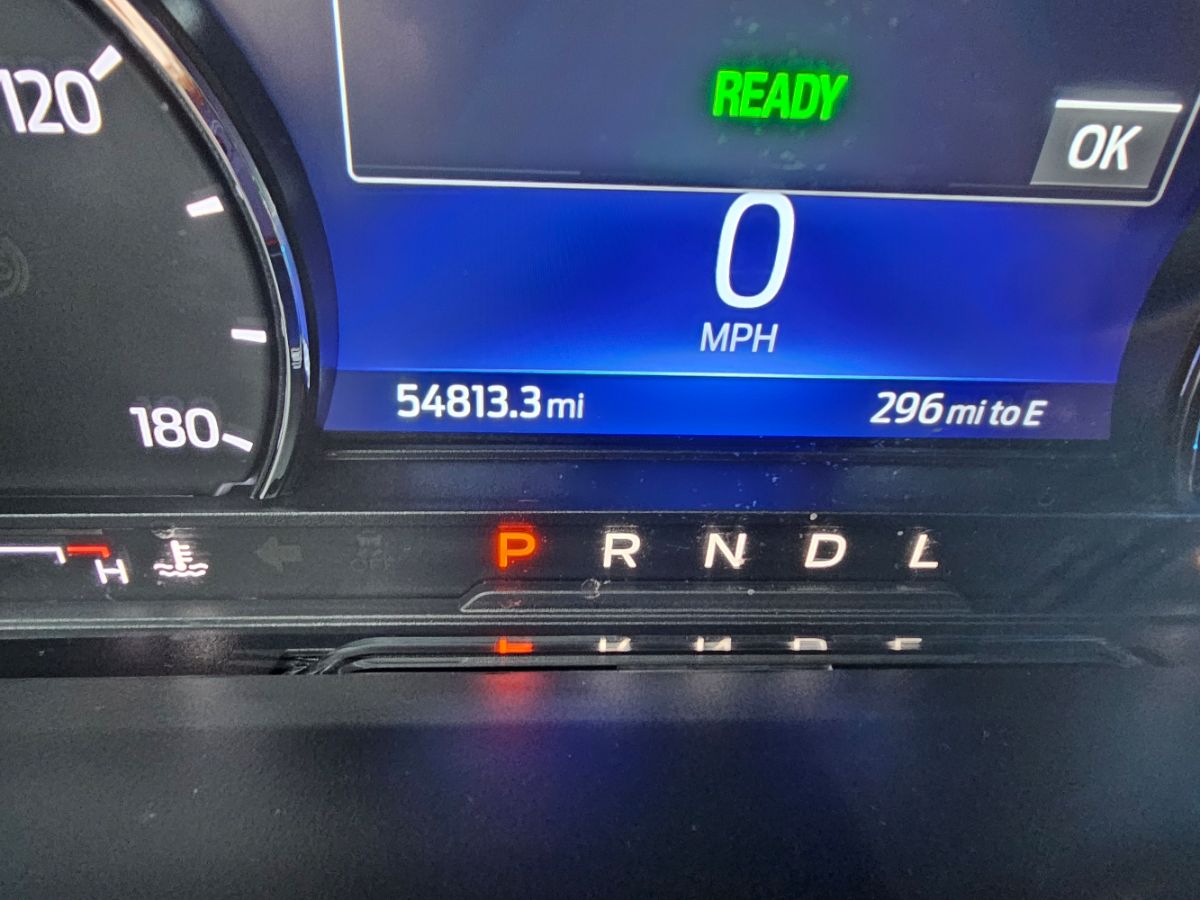 120
READY
OK
0
MPH
180
54813.3 mi
296 mi to E
H
P R N D L